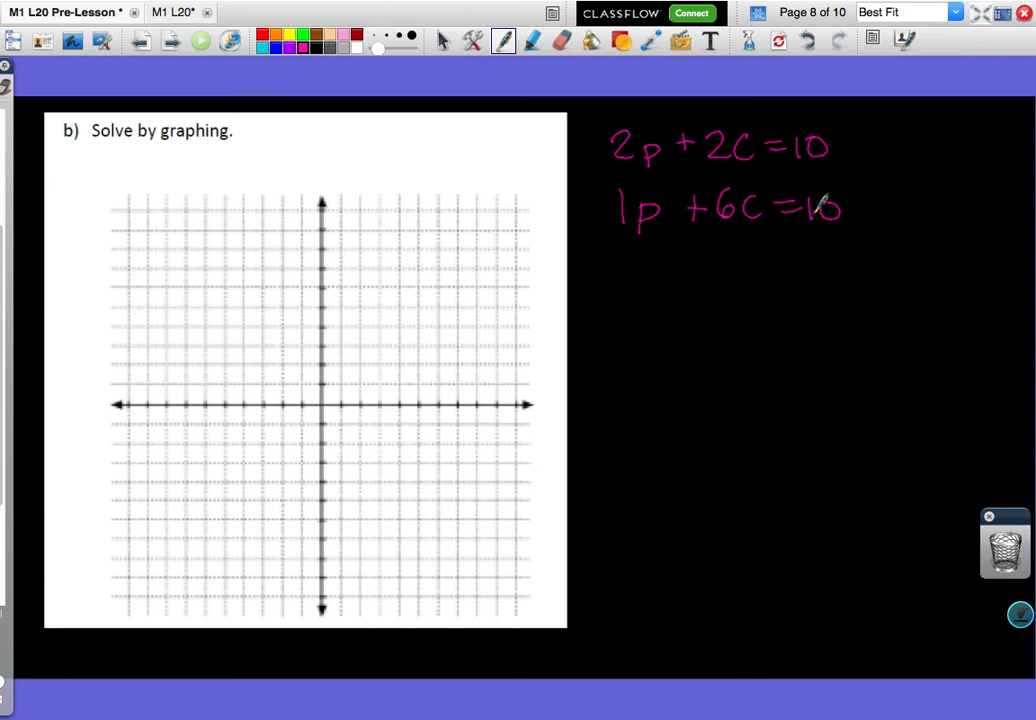 M1 L20 Pre-Lesson * M1 L20* CLASSFLOW Connect Page 8 of 10 Best Fit
T
b) Solve by graphing.
2p + 2c = 10
1p + 6c = 10